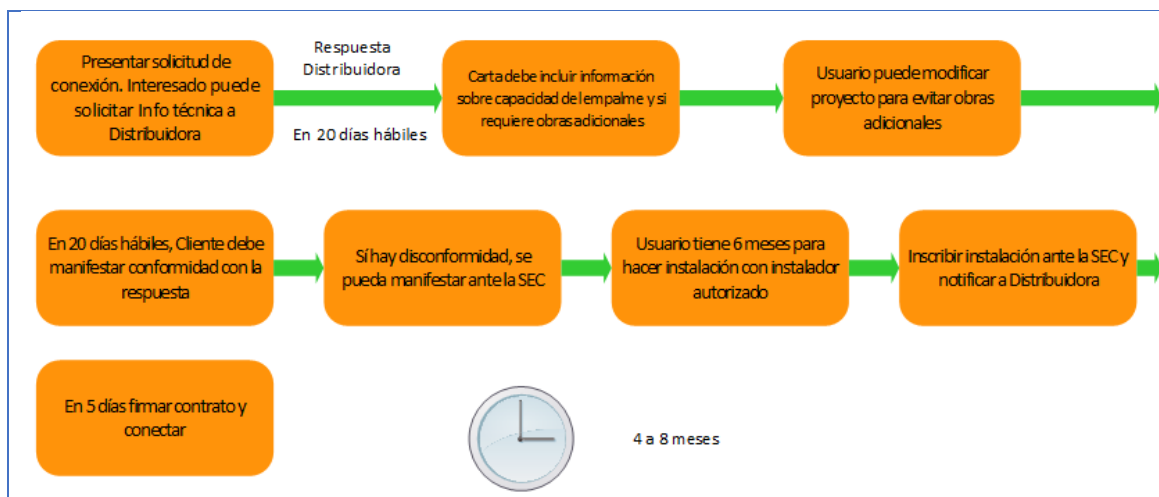 Presentar solicitud de
conexión. Interesado puede
solicitar Info técnica a
Distribuidora
Respuesta
Distribuidora
En 20 días hábiles
Carta debe incluir información
sobre capacidad del empalme y si
requiere obras adicionales
Usuario puede modificar
proyecto para evitar obras
adicionales
En 20 días hábiles, Cliente debe
manifestar conformidad con la
respuesta
Sí hay disconformidad, se
pueda manifestar ante la SEC
Usuario tiene 6 meses para
hacer instalación con instalador
autorizado
Inscribir instalación ante la SEC y
notificar a Distribuidora
En 5 días firmar contrato y
conectar
4 a 8 meses